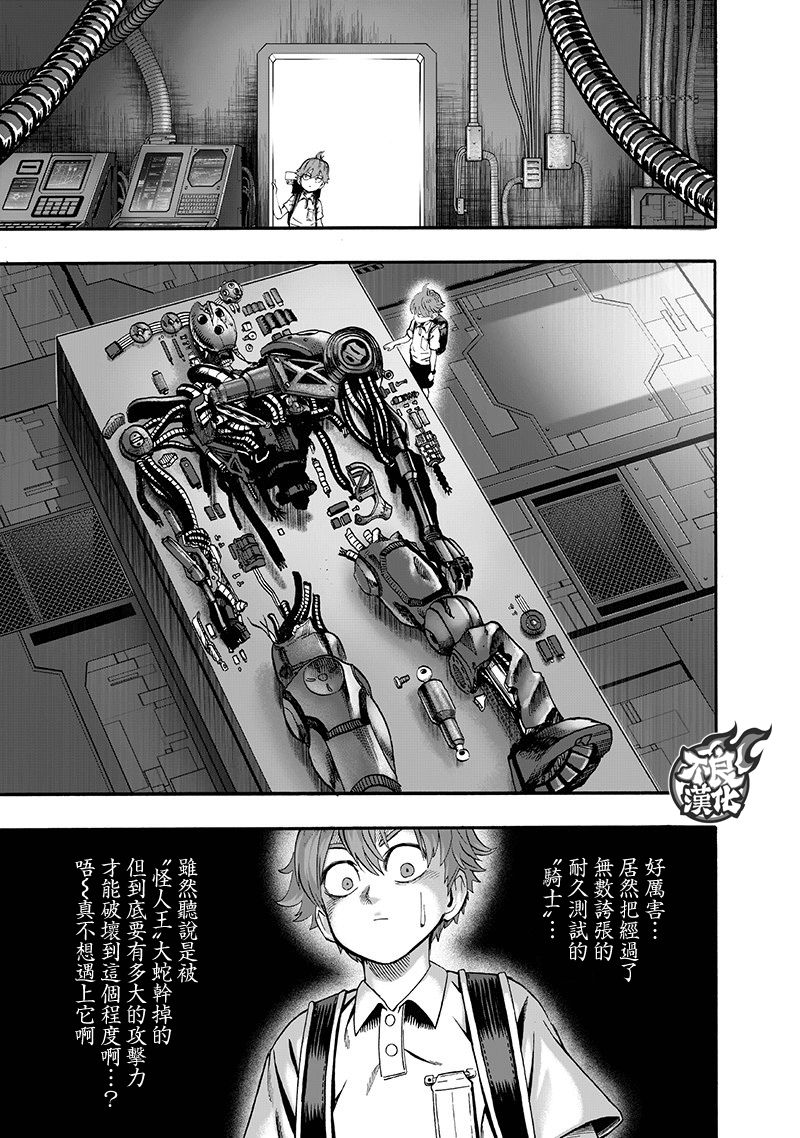 好厲害…
居然把經過了
無數誇張的
耐久測試的
〝騎士〞…
雖然聽說是被
〝怪人王〞大蛇幹掉的
但到底要有多大的攻擊力
才能破壞到這個程度啊…？
唔～真不想遇上它啊
不良
漢化